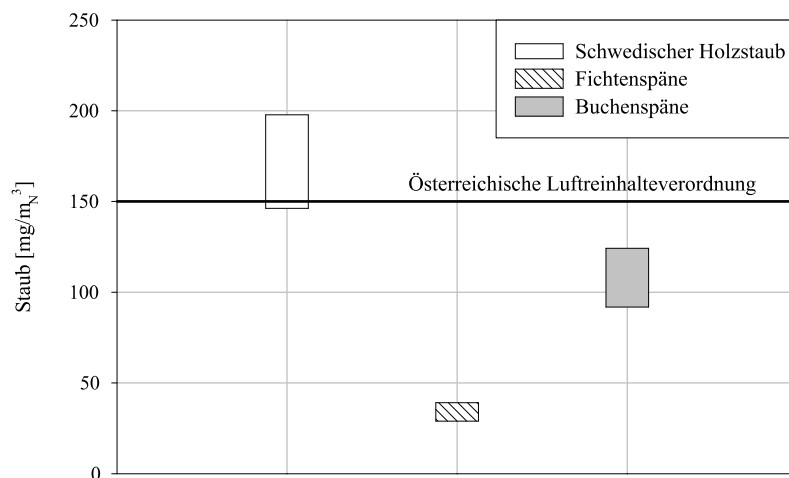 250
200
150
100
50
0
Staub [mg/m_N^3]
Schwedischer Holzstaub
Fichtenspäne
Buchenspäne
Österreichische Luftreinhalteverordnung